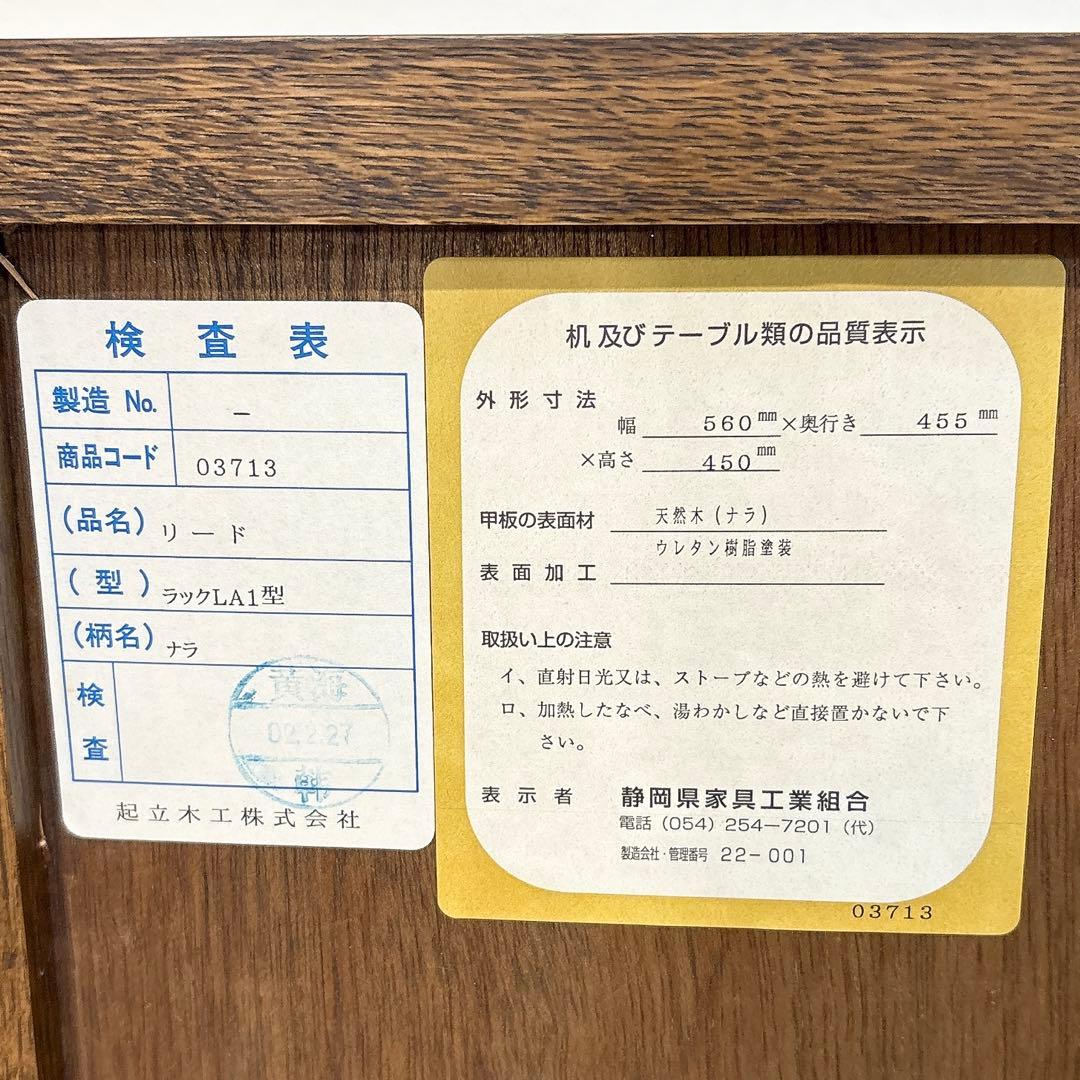 検査表
製造 No. －
商品コード 03713
(品名) リード
(型) ラックLA1型
(柄名) ナラ
検査
黄海
02.2.27
韩
起立木工株式会社
机及びテーブル類の品質表示
外形寸法
幅 560mm×奥行き 455mm
×高さ 450mm
甲板の表面材 天然木(ナラ)
ウレタン樹脂塗装
表面加工
取扱い上の注意
イ、直射日光又は、ストーブなどの熱を避けて下さい。
ロ、加熱したなべ、湯わかしなど直接置かないで下
さい。
表示者 静岡県家具工業組合
電話(054)254-7201(代)
製造会社・管理番号 22-001
03713